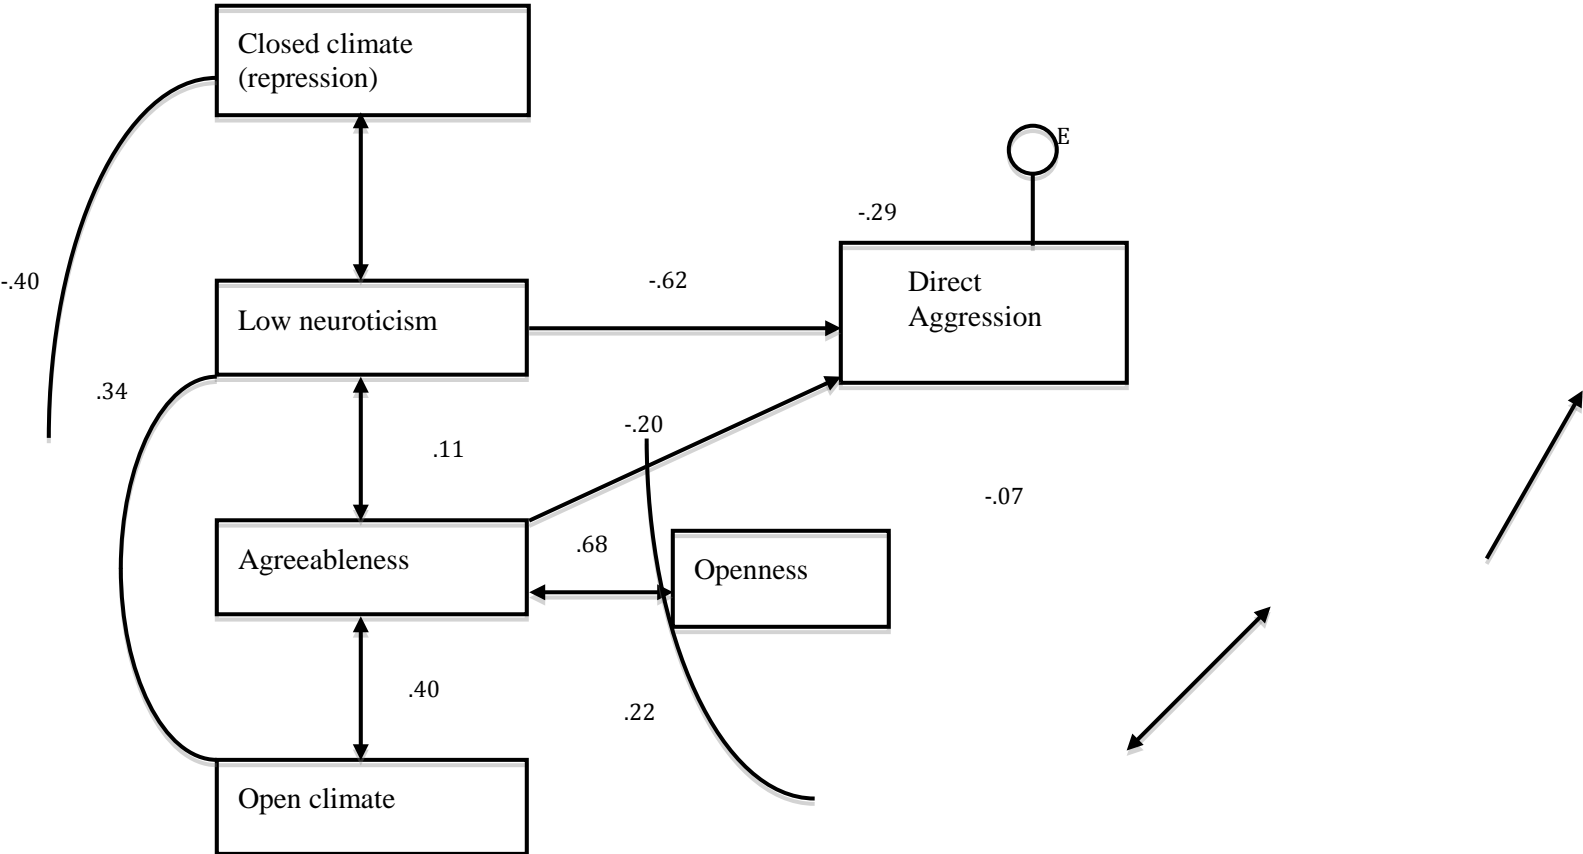 Closed climate
(repression)
E
-.29
-.40
Low neuroticism
-.62
Direct
Aggression
.34
.11
-.20
-.07
Agreeableness
.68
Openness
.40
.22
Open climate